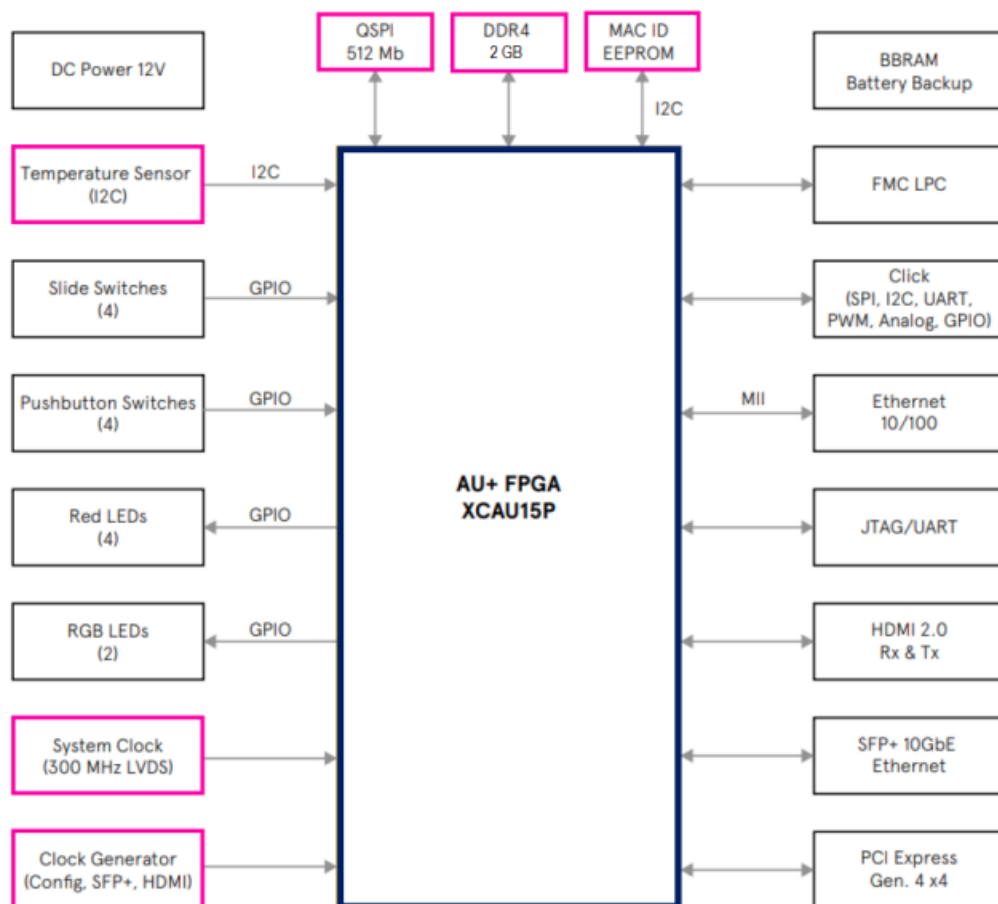 QSPI
512 Mb
DDR4
2 GB
MAC ID
EEPROM
DC Power 12V
BBRAM
Battery Backup
I2C
Temperature Sensor
(I2C)
I2C
FMC LPC
Slide Switches
(4)
GPIO
Click
(SPI, I2C, UART,
PWM, Analog, GPIO)
Pushbutton Switches
(4)
GPIO
MII
Ethernet
10/100
AU+ FPGA
XCAU15P
Red LEDs
(4)
GPIO
JTAG/UART
RGB LEDs
(2)
GPIO
HDMI 2.0
Rx & Tx
System Clock
(300 MHz LVDS)
SFP+ 10GbE
Ethernet
Clock Generator
(Config, SFP+, HDMI)
PCI Express
Gen. 4 x4